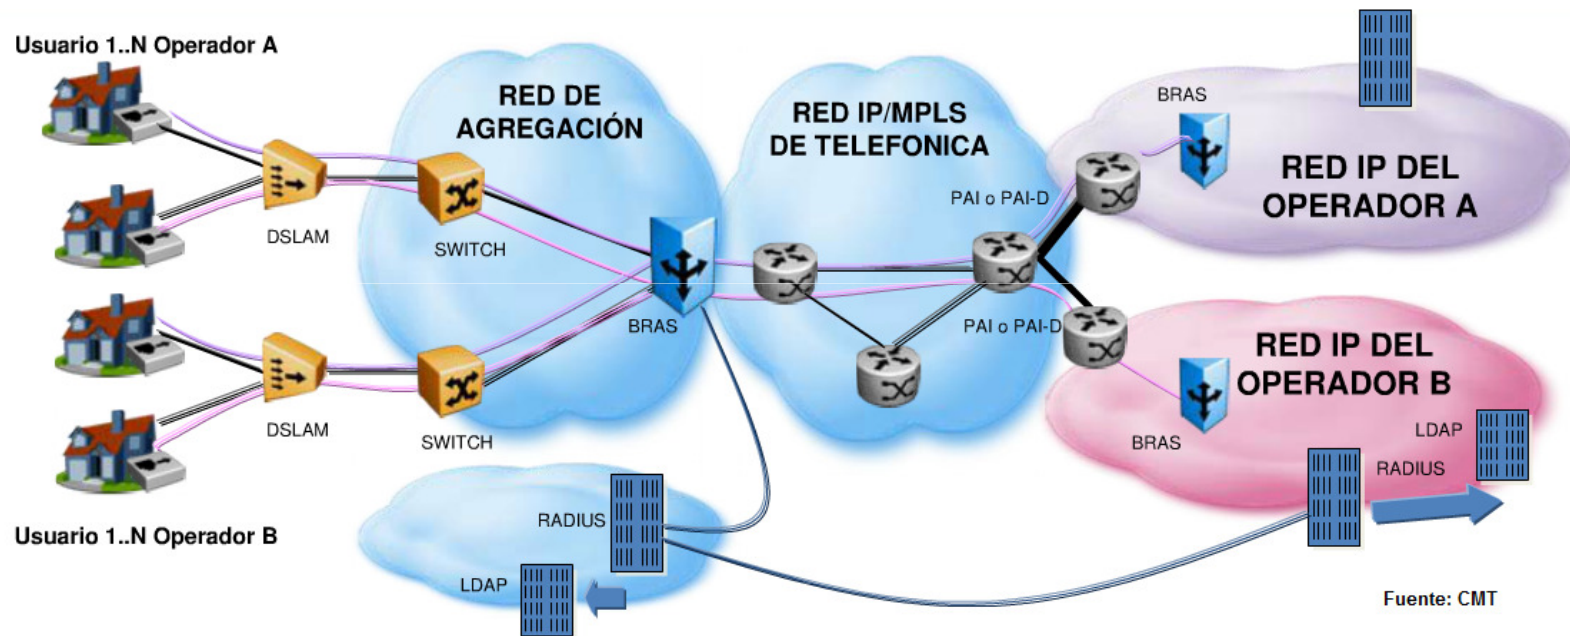 Usuario 1..N Operador A
RED DE
AGREGACIÓN
RED IP/MPLS
DE TELEFONICA
BRAS
RED IP DEL
OPERADOR A
PAI o PAI-D
DSLAM
SWITCH
BRAS
PAI o PAI-D
RED IP DEL
OPERADOR B
DSLAM
SWITCH
BRAS
LDAP
RADIUS
Usuario 1..N Operador B
RADIUS
LDAP
Fuente: CMT